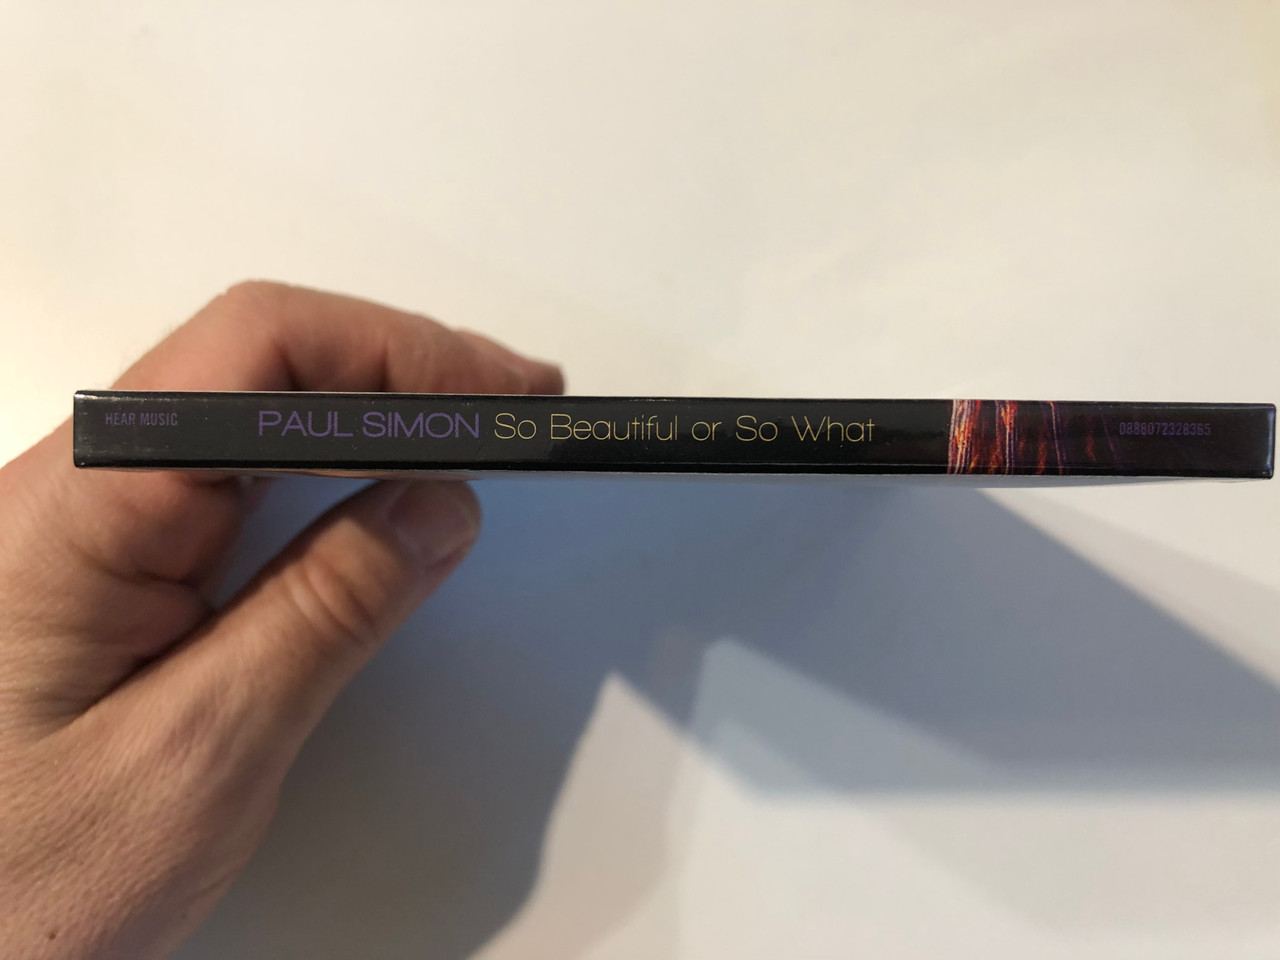 HEAR MUSIC PAUL SIMON So Beautiful or So What 0888072328365